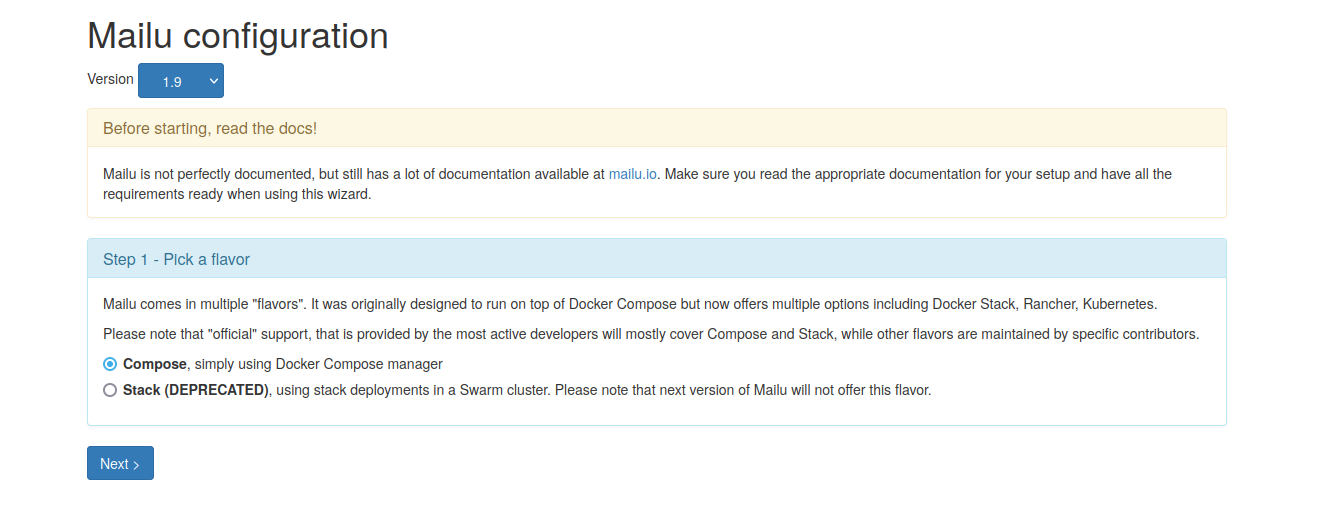 Mailu configuration
Version 1.9
Before starting, read the docs!
Mailu is not perfectly documented, but still has a lot of documentation available at mailu.io. Make sure you read the appropriate documentation for your setup and have all the
requirements ready when using this wizard.
Step 1 - Pick a flavor
Mailu comes in multiple "flavors". It was originally designed to run on top of Docker Compose but now offers multiple options including Docker Stack, Rancher, Kubernetes.
Please note that "official" support, that is provided by the most active developers will mostly cover Compose and Stack, while other flavors are maintained by specific contributors.
Compose, simply using Docker Compose manager
Stack (DEPRECATED), using stack deployments in a Swarm cluster. Please note that next version of Mailu will not offer this flavor.
Next >